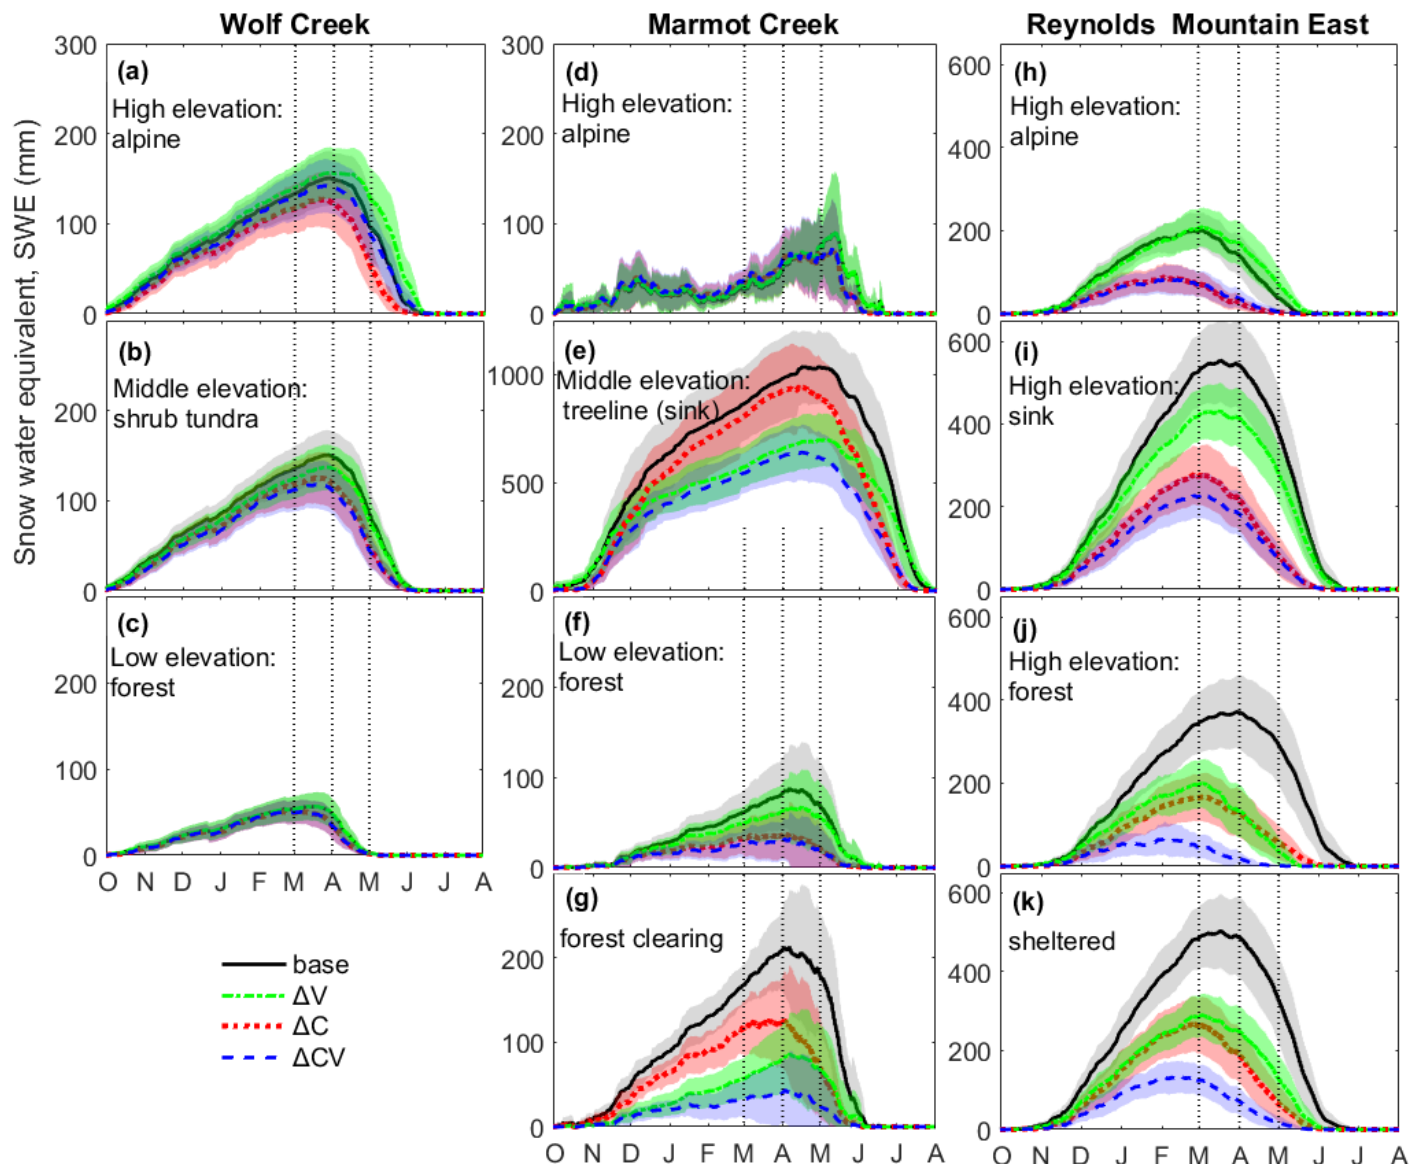 Wolf Creek
Marmot Creek
Reynolds Mountain East
Snow water equivalent, SWE (mm)
300
200
100
0
(a)
High elevation:
alpine
300
200
100
0
(d)
High elevation:
alpine
600
400
200
0
(h)
High elevation:
alpine
200
100
0
(b)
Middle elevation:
shrub tundra
1000
500
0
(e)
Middle elevation:
treeline (sink)
600
400
200
0
(i)
High elevation:
sink
200
100
0
(c)
Low elevation:
forest
O N D J F M A M J J A
200
100
0
(f)
Low elevation:
forest
600
400
200
0
(j)
High elevation:
forest
200
100
0
(g)
forest clearing
O N D J F M A M J J A
600
400
200
0
(k)
sheltered
O N D J F M A M J J A
base
ΔV
ΔC
ΔCV